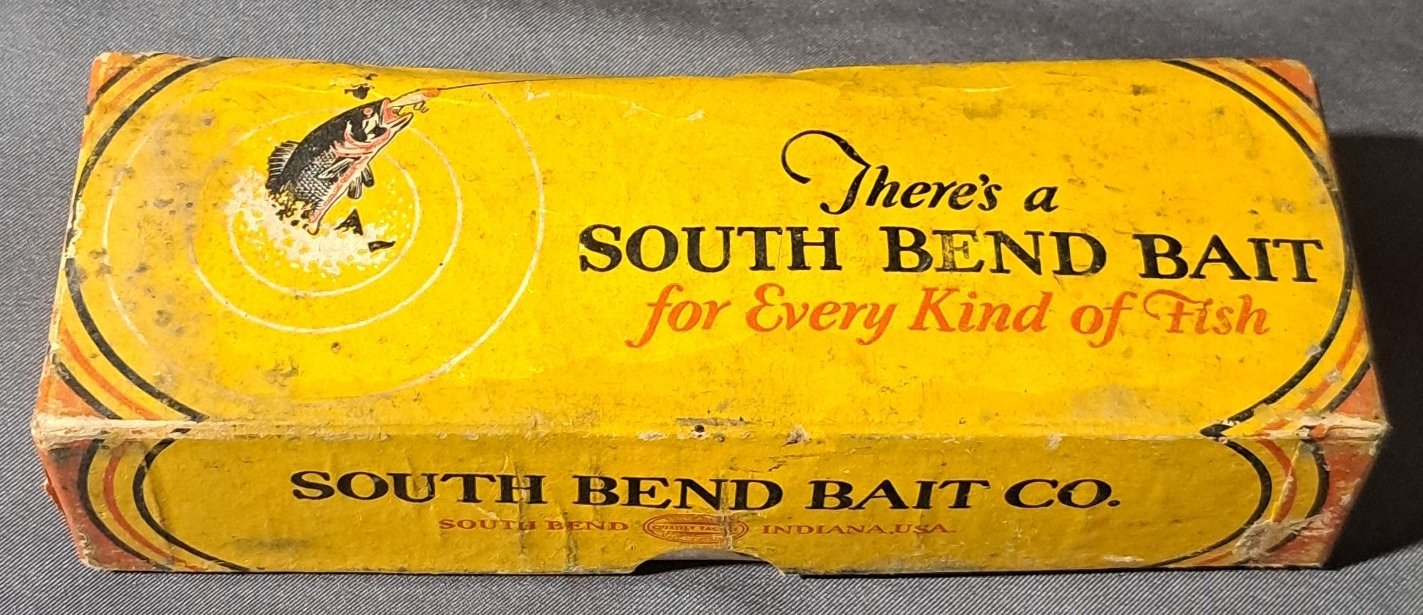 There's a
SOUTH BEND BAIT
for Every Kind of Fish
SOUTH BEND BAIT CO.
SOUTH BEND INDIANA, USA